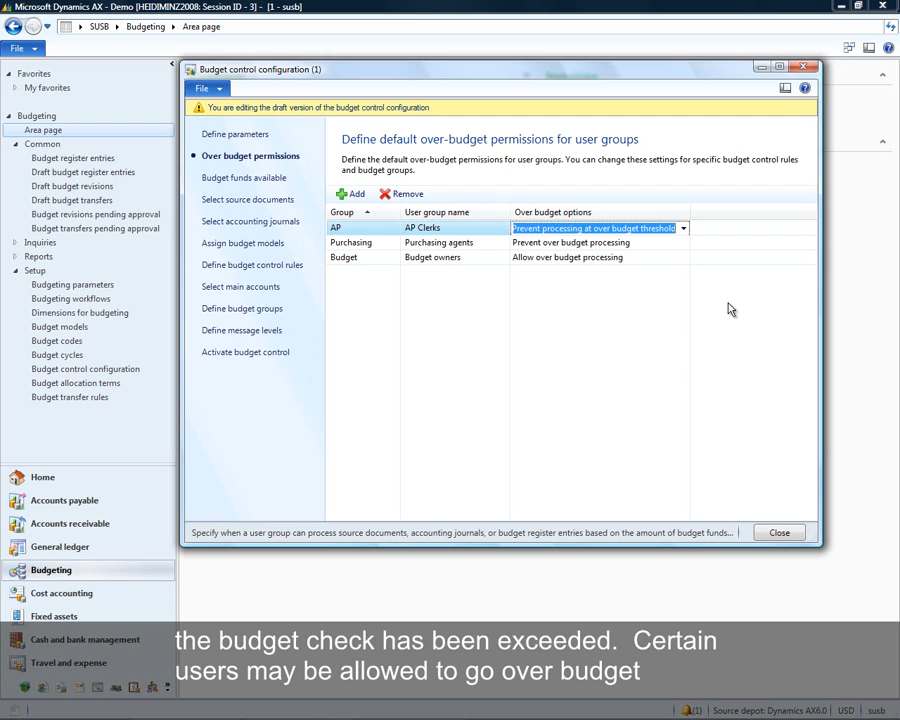 Microsoft Dynamics AX - Demo [HEIDIMINZ2008: Session ID - 3] - [1 - susb]
SUSB
Budgeting
Area page
File
Favorites
My favorites
Budgeting
Area page
Common
Budget register entries
Draft budget register entries
Draft budget revisions
Draft budget transfers
Budget revisions pending approval
Budget transfers pending approval
Inquiries
Reports
Setup
Budgeting parameters
Budgeting workflows
Dimensions for budgeting
Budget models
Budget codes
Budget cycles
Budget control configuration
Budget allocation terms
Budget transfer rules
Home
Accounts payable
Accounts receivable
General ledger
Budgeting
Cost accounting
Fixed assets
Cash and bank management
Travel and expense
Budget control configuration (1)
File
You are editing the draft version of the budget control configuration
Define parameters
Over budget permissions
Budget funds available
Select source documents
Select accounting journals
Assign budget models
Define budget control rules
Select main accounts
Define budget groups
Define message levels
Activate budget control
Define default over-budget permissions for user groups
Define the default over-budget permissions for user groups. You can change these settings for specific budget control rules
and budget groups.
Add Remove
Group User group name Over budget options
AP AP Clerks Prevent processing at over budget threshold
Purchasing Purchasing agents Prevent over budget processing
Budget Budget owners Allow over budget processing
Specify when a user group can process source documents, accounting journals, or budget register entries based on the amount of budget funds...
Close
the budget check has been exceeded. Certain
users may be allowed to go over budget
(1) Source depot: Dynamics AX6.0 USD susb